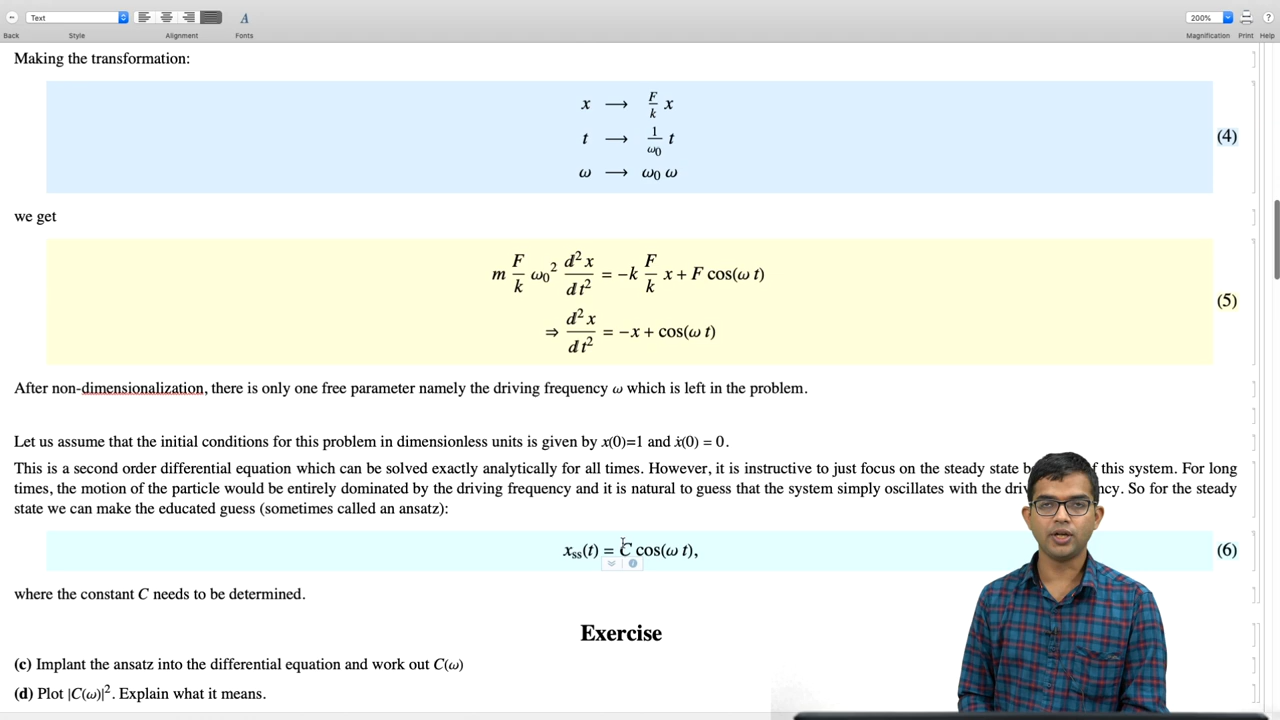 Text
200%
Back
Style
Alignment
Fonts
Magnification
Print
Help
Making the transformation:
x ⟶ F/k x
t ⟶ 1/ω₀ t
ω ⟶ ω₀ ω
(4)
we get
m F/k ω₀² d²x/dt² = −k F/k x + F cos(ω t)
⇒ d²x/dt² = −x + cos(ω t)
(5)
After non-dimensionalization, there is only one free parameter namely the driving frequency ω which is left in the problem.
Let us assume that the initial conditions for this problem in dimensionless units is given by x(0)=1 and ẋ(0) = 0.
This is a second order differential equation which can be solved exactly analytically for all times. However, it is instructive to just focus on the steady state this system. For long
times, the motion of the particle would be entirely dominated by the driving frequency and it is natural to guess that the system simply oscillates with the So for the steady
state we can make the educated guess (sometimes called an ansatz):
xss(t) = C cos(ω t),
(6)
where the constant C needs to be determined.
Exercise
(c) Implant the ansatz into the differential equation and work out C(ω)
(d) Plot |C(ω)|². Explain what it means.